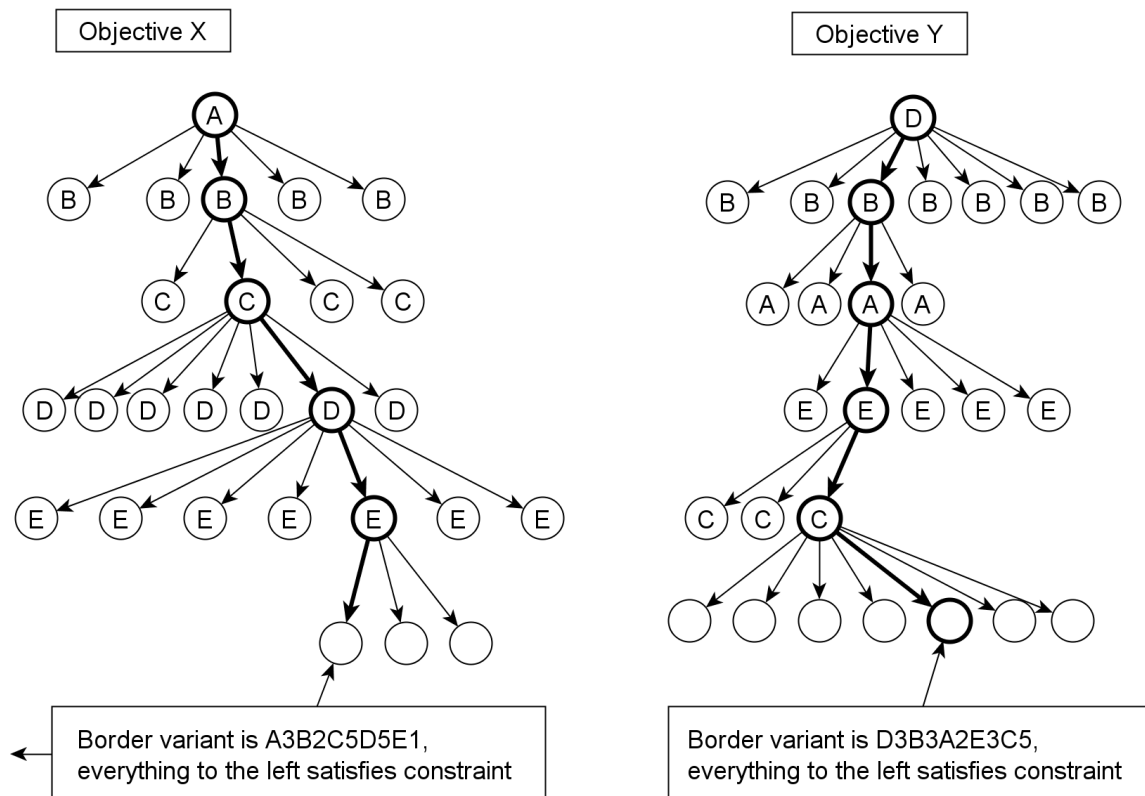 Objective X
A
B B B B B
C C C C
D D D D D D D
E E E E E E E
Border variant is A3B2C5D5E1,
everything to the left satisfies constraint
Objective Y
D
B B B B B B B
A A A A
E E E E E
C C C
Border variant is D3B3A2E3C5,
everything to the left satisfies constraint